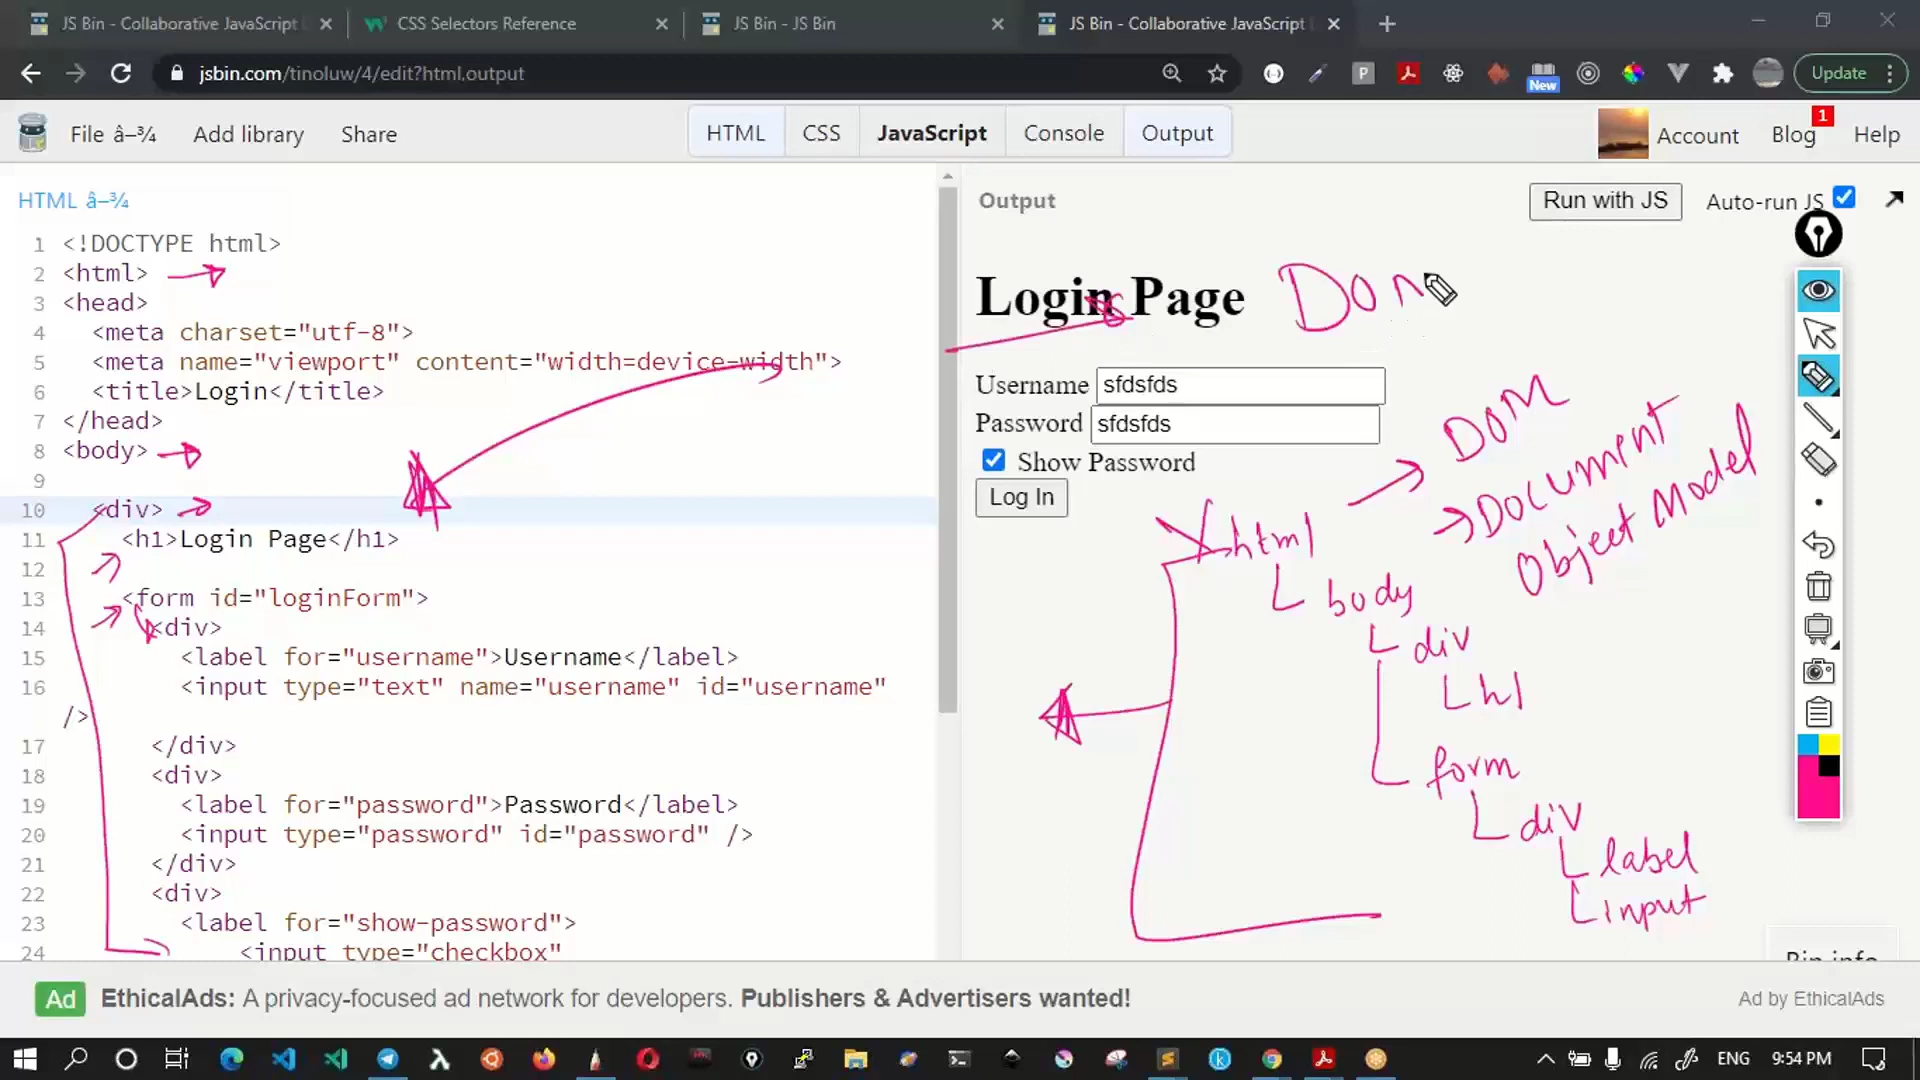 JS Bin - Collaborative JavaScript D
CSS Selectors Reference
JS Bin - JS Bin
JS Bin - Collaborative JavaScript
jsbin.com/tinoluw/4/edit?html,output
New
Update
File â–¾
Add library
Share
HTML
CSS
JavaScript
Console
Output
Account
Blog
1
Help
HTML â–¾
1 <!DOCTYPE html>
2 <html>
3 <head>
4 <meta charset="utf-8">
5 <meta name="viewport" content="width=device-width">
6 <title>Login</title>
7 </head>
8 <body>
9
10 <div>
11 <h1>Login Page</h1>
12
13 <form id="loginForm">
14 <div>
15 <label for="username">Username</label>
16 <input type="text" name="username" id="username"
/>
17 </div>
18 <div>
19 <label for="password">Password</label>
20 <input type="password" id="password" />
21 </div>
22 <div>
23 <label for="show-password">
24 <input type="checkbox"
Output
Run with JS
Auto-run JS
Login Page
Username sfdsfds
Password sfdsfds
Show Password
Log In
DOM
DOCUMENT
Object Model
html
body
div
h1
form
div
label
input
Bin info
Ad EthicalAds: A privacy-focused ad network for developers. Publishers & Advertisers wanted!
Ad by EthicalAds
ENG
9:54 PM